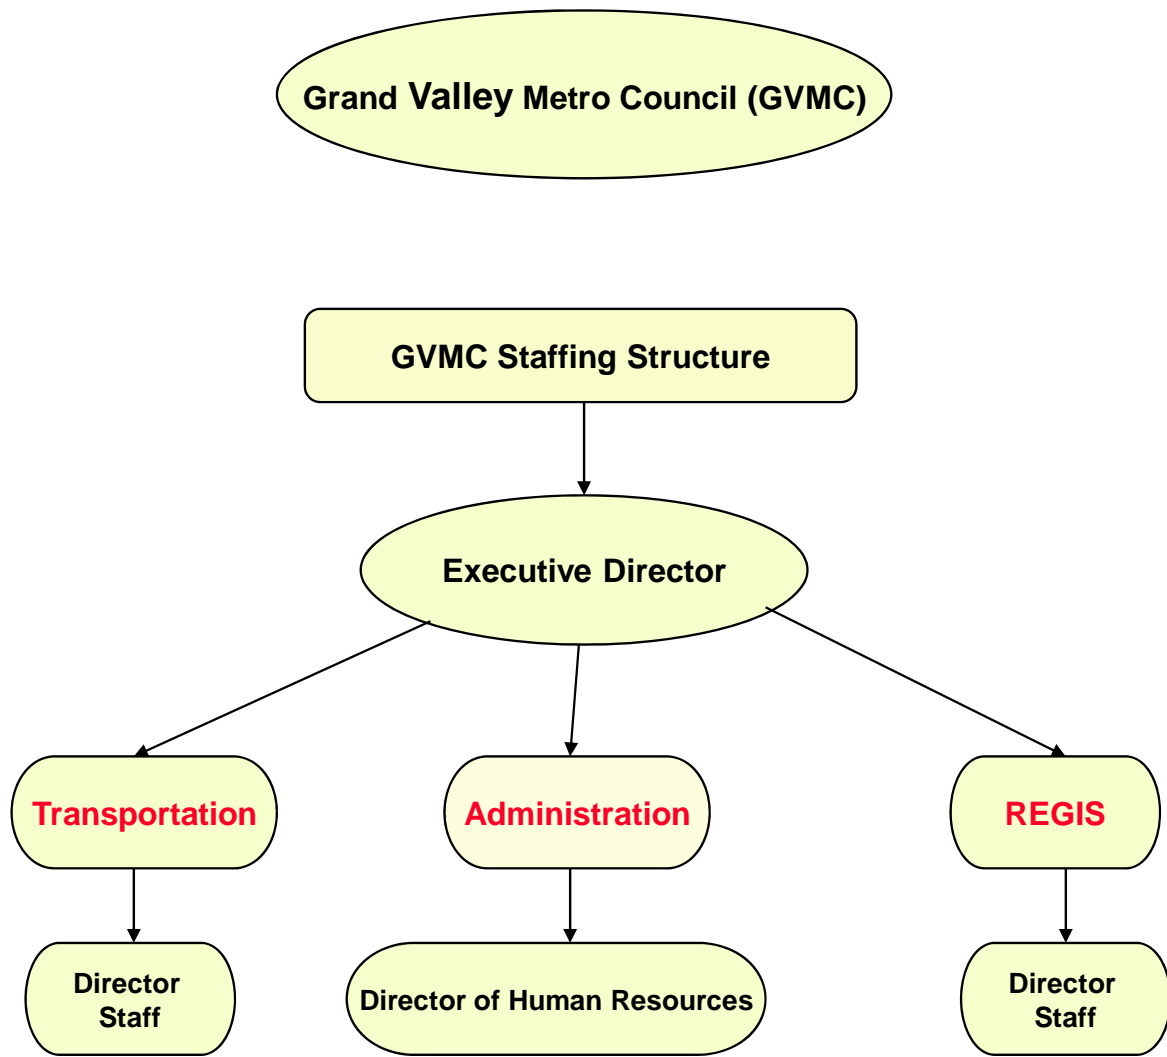 Grand Valley Metro Council (GVMC)
GVMC Staffing Structure
Executive Director
Transportation
Administration
REGIS
Director
Staff
Director of Human Resources
Director
Staff